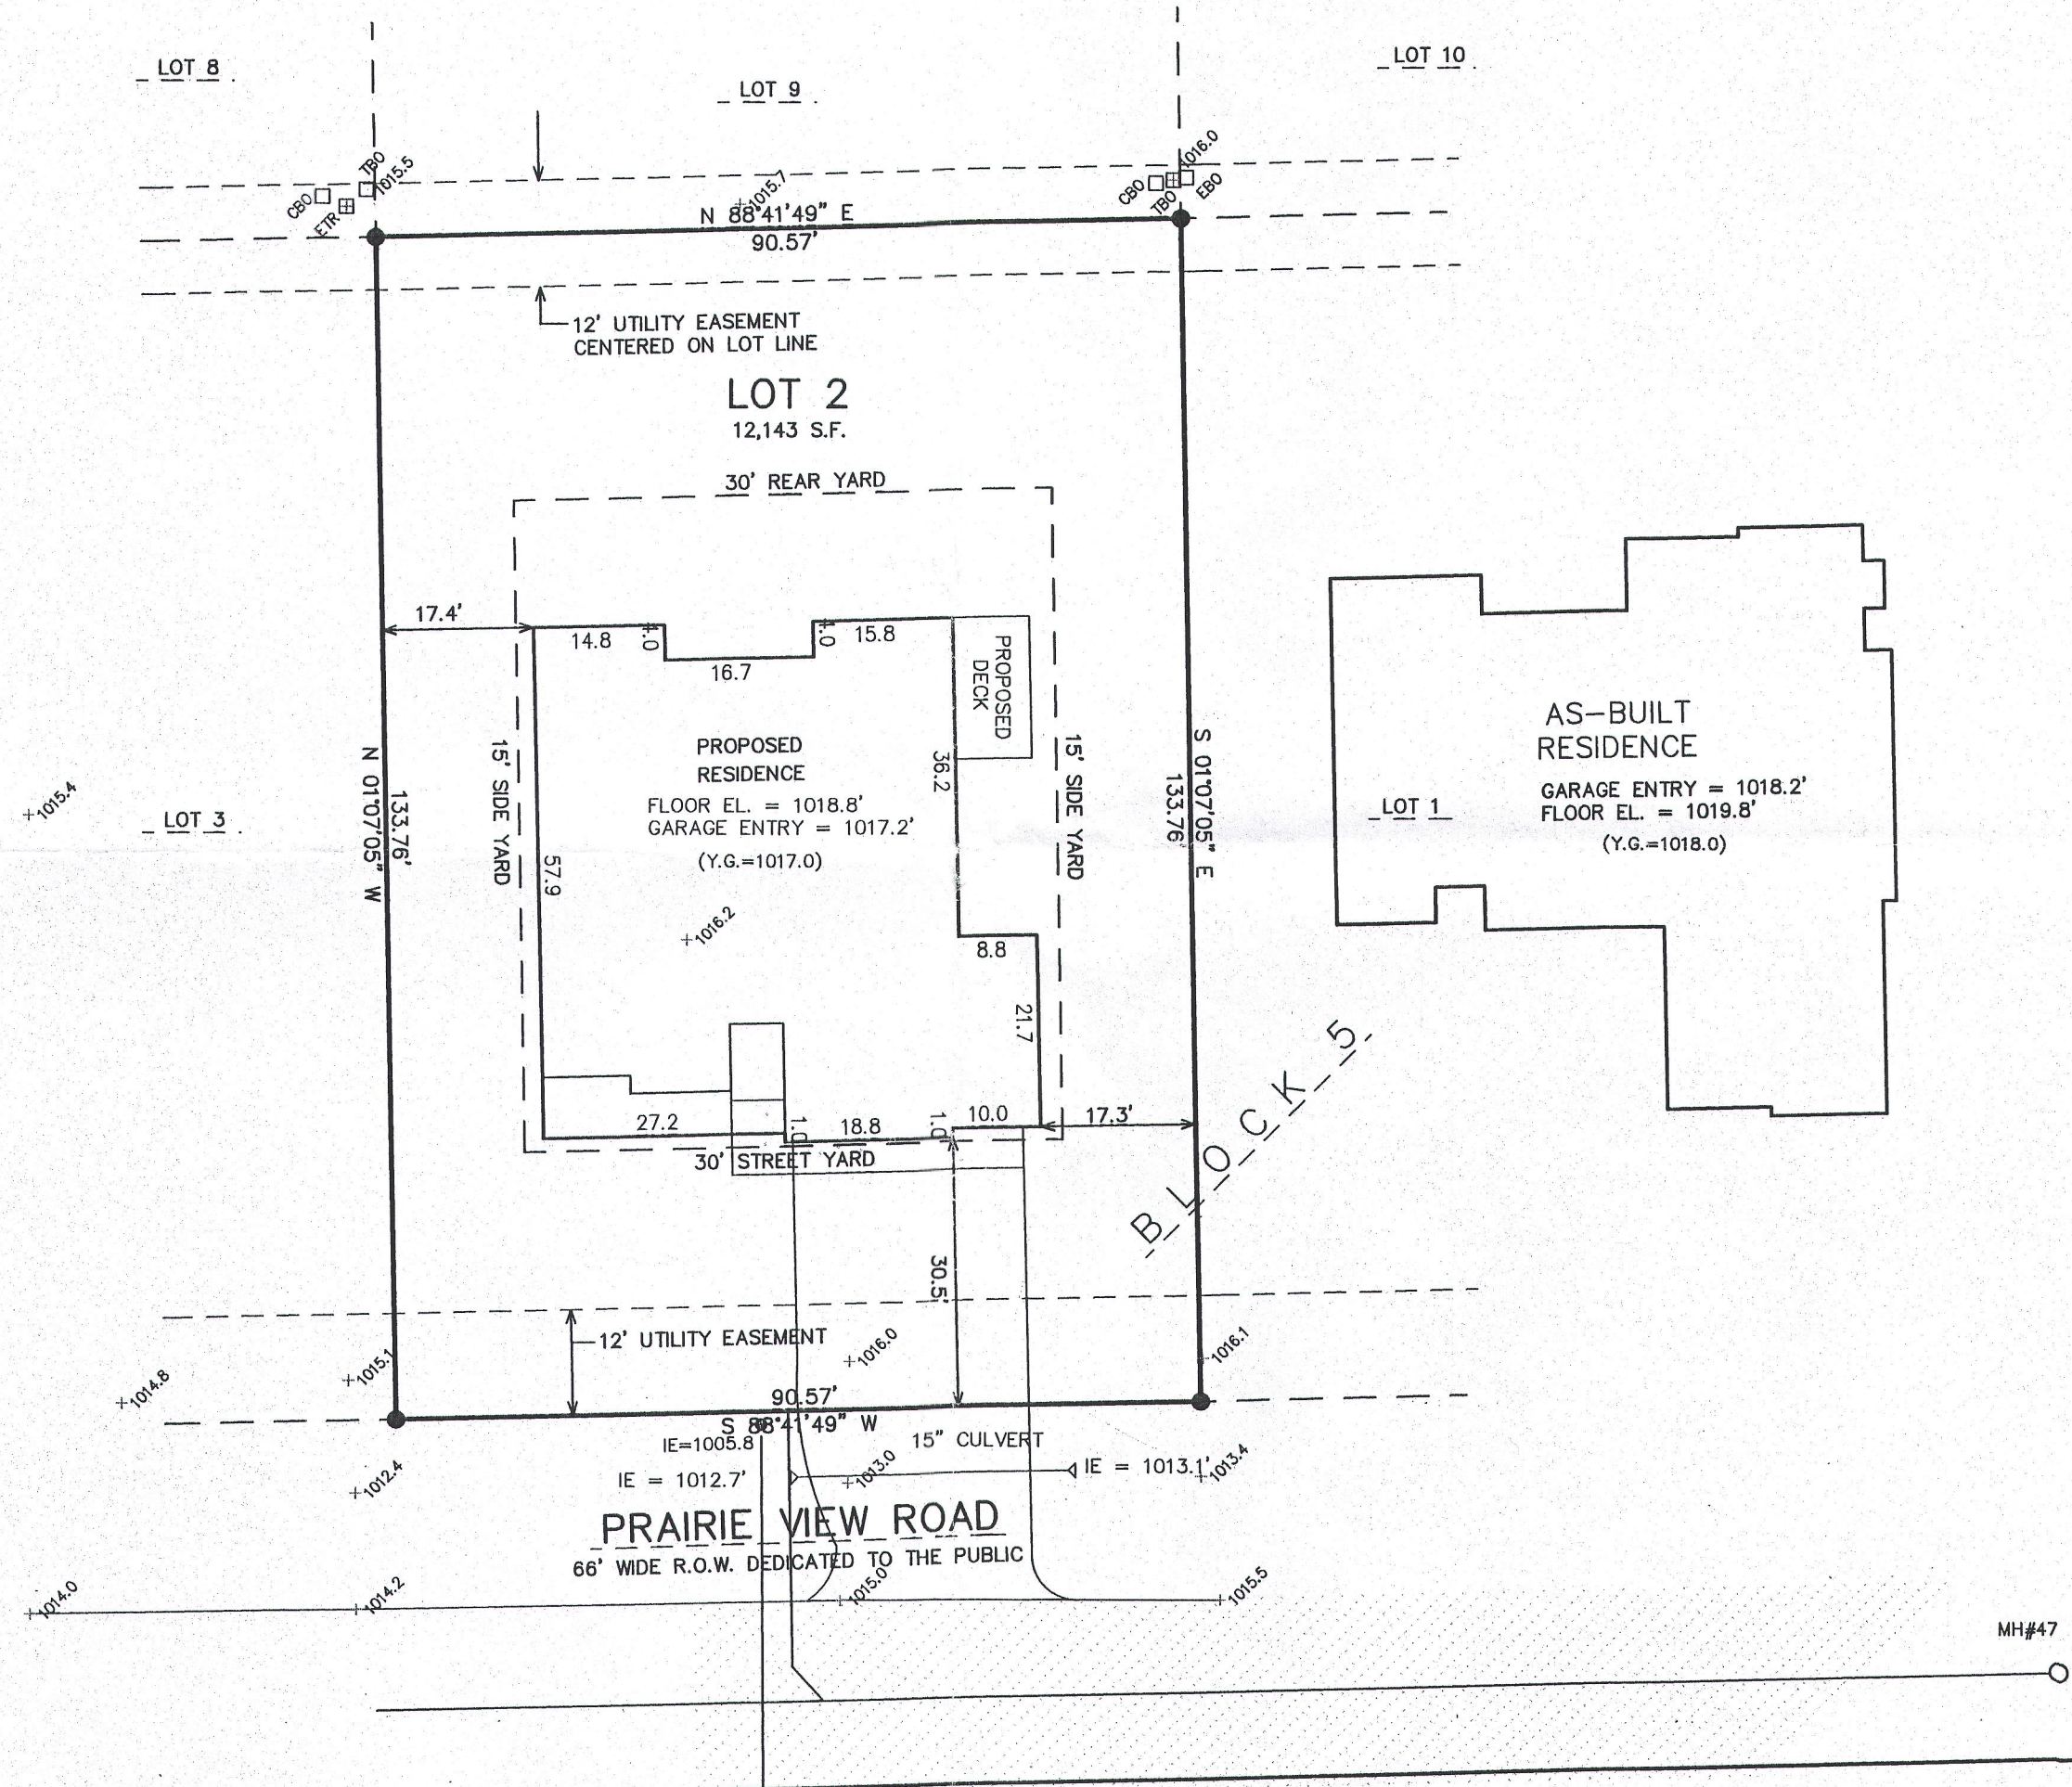 LOT 8
LOT 9
LOT 10
TBO
1015.5
CBO
ETR
1015.7
1016.0
CBO
TBO
EBO
N 88°41'49" E
90.57'
12' UTILITY EASEMENT
CENTERED ON LOT LINE
LOT 2
12,143 S.F.
30' REAR YARD
17.4'
14.8
4.0
16.7
4.0
15.8
PROPOSED
DECK
PROPOSED
RESIDENCE
FLOOR EL. = 1018.8'
GARAGE ENTRY = 1017.2'
(Y.G.=1017.0)
36.2
15' SIDE YARD
15' SIDE YARD
N 01°07'05" W
133.76'
S 01°07'05" E
133.76'
57.9
1016.2
8.8
21.7
1015.4
LOT 3
AS-BUILT
RESIDENCE
GARAGE ENTRY = 1018.2'
FLOOR EL. = 1019.8'
(Y.G.=1018.0)
LOT 1
BLOCK 5
27.2
1.0
18.8
1.0
10.0
17.3'
30' STREET YARD
30.5'
12' UTILITY EASEMENT
1016.0
1016.1
1015.1
1014.8
90.57'
S 88°41'49" W
IE=1005.8
15" CULVERT
IE = 1012.7'
1013.0
IE = 1013.1'
1013.4
1012.4
PRAIRIE VIEW ROAD
66' WIDE R.O.W. DEDICATED TO THE PUBLIC
1014.0
1014.2
1015.0
1015.5
MH#47